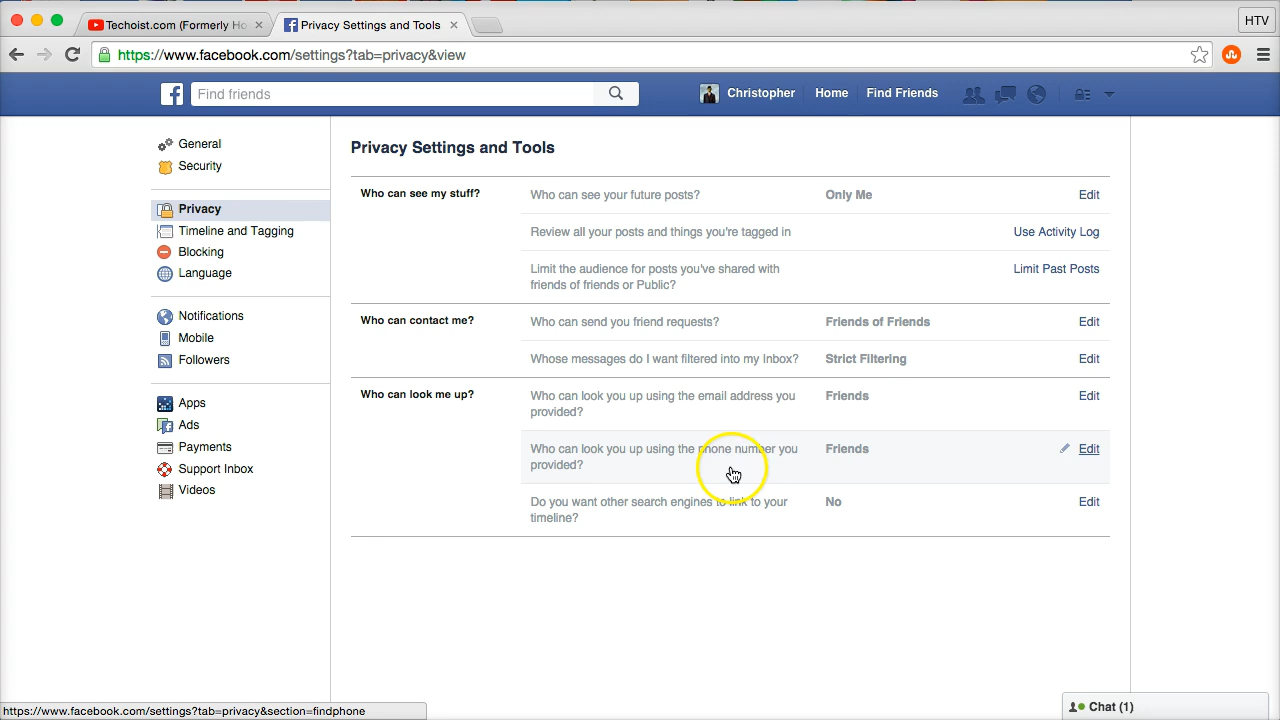 Techoist.com (Formerly Ho
Privacy Settings and Tools
HTV
https://www.facebook.com/settings?tab=privacy&view
Find friends
Christopher
Home
Find Friends
General
Security
Privacy
Timeline and Tagging
Blocking
Language
Notifications
Mobile
Followers
Apps
Ads
Payments
Support Inbox
Videos
Privacy Settings and Tools
Who can see my stuff?
Who can see your future posts?
Only Me
Edit
Review all your posts and things you're tagged in
Use Activity Log
Limit the audience for posts you've shared with
friends of friends or Public?
Limit Past Posts
Who can contact me?
Who can send you friend requests?
Friends of Friends
Edit
Whose messages do I want filtered into my Inbox?
Strict Filtering
Edit
Who can look me up?
Who can look you up using the email address you
provided?
Friends
Edit
Who can look you up using the phone number you
provided?
Friends
Edit
Do you want other search engines to link to your
timeline?
No
Edit
https://www.facebook.com/settings?tab=privacy&section=findphone
Chat (1)